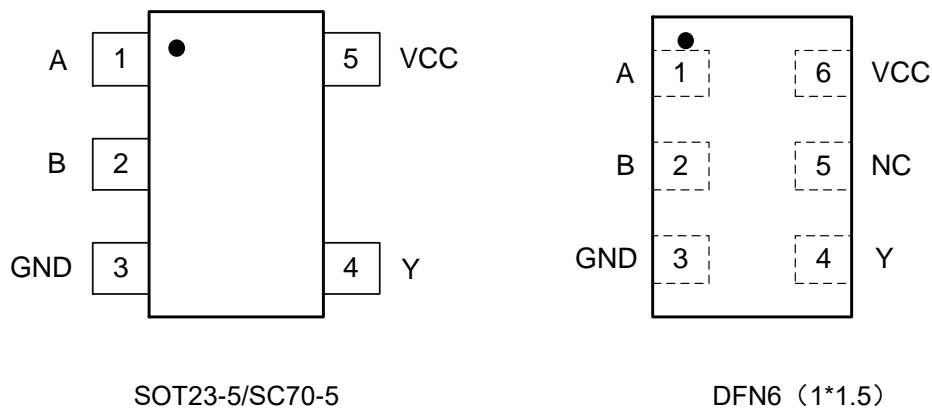 A 1 5 VCC
B 2
GND 3 4 Y
SOT23-5/SC70-5
A 1 6 VCC
B 2 5 NC
GND 3 4 Y
DFN6（1*1.5）